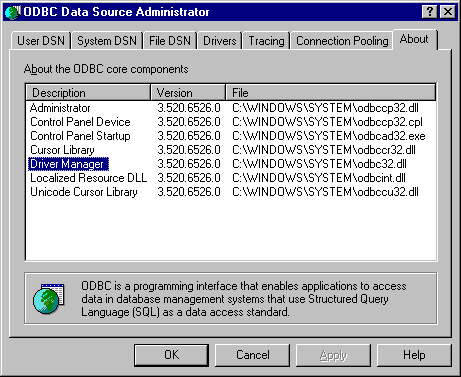 ODBC Data Source Administrator
User DSN System DSN File DSN Drivers Tracing Connection Pooling About
About the ODBC core components
Description Version File
Administrator 3.520.6526.0 C:\WINDOWS\SYSTEM\odbccp32.dll
Control Panel Device 3.520.6526.0 C:\WINDOWS\SYSTEM\odbccp32.cpl
Control Panel Startup 3.520.6526.0 C:\WINDOWS\SYSTEM\odbcad32.exe
Cursor Library 3.520.6526.0 C:\WINDOWS\SYSTEM\odbccr32.dll
Driver Manager 3.520.6526.0 C:\WINDOWS\SYSTEM\odbc32.dll
Localized Resource DLL 3.520.6526.0 C:\WINDOWS\SYSTEM\odbcint.dll
Unicode Cursor Library 3.520.6526.0 C:\WINDOWS\SYSTEM\odbccu32.dll
ODBC is a programming interface that enables applications to access
data in database management systems that use Structured Query
Language (SQL) as a data access standard.
OK Cancel Apply Help